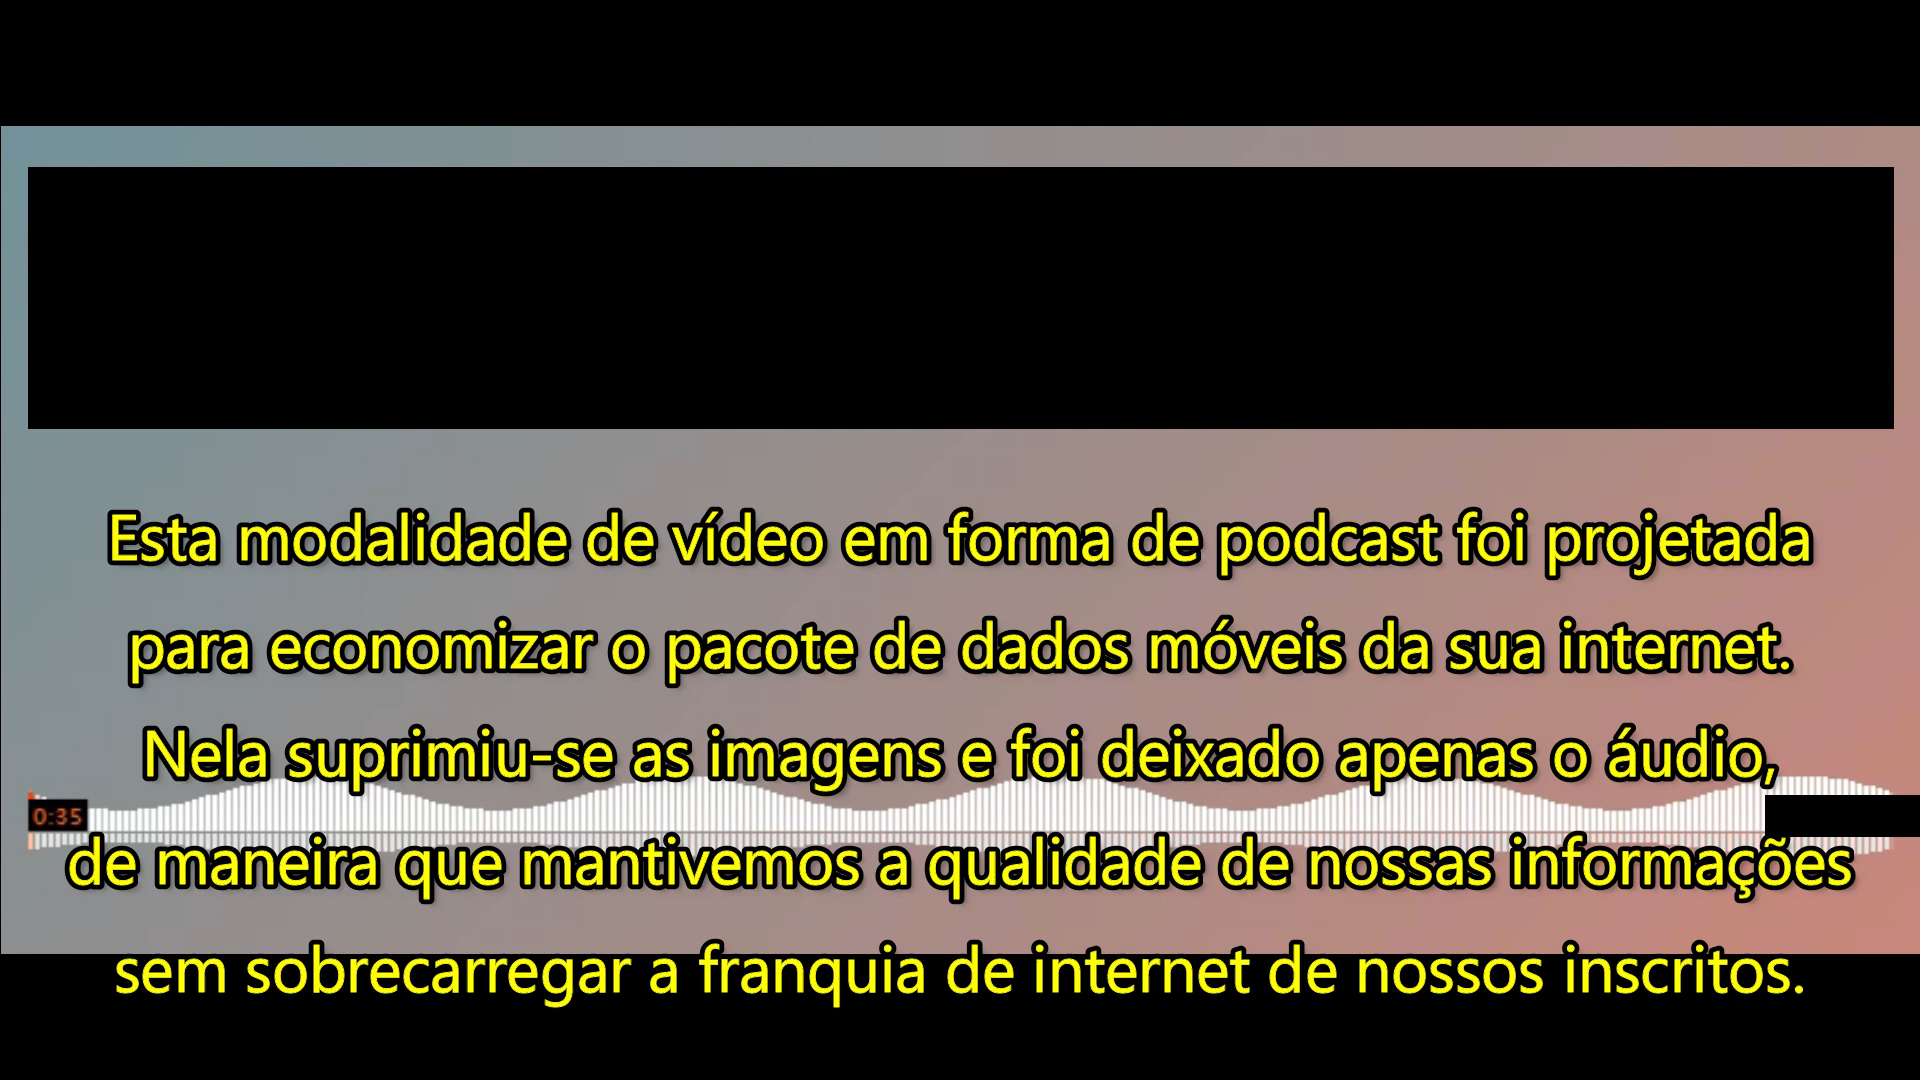 Esta modalidade de vídeo em forma de podcast foi projetada
para economizar o pacote de dados móveis da sua internet.
Nela suprimiu-se as imagens e foi deixado apenas o áudio,
0:35
de maneira que mantivemos a qualidade de nossas informações
sem sobrecarregar a franquia de internet de nossos inscritos.